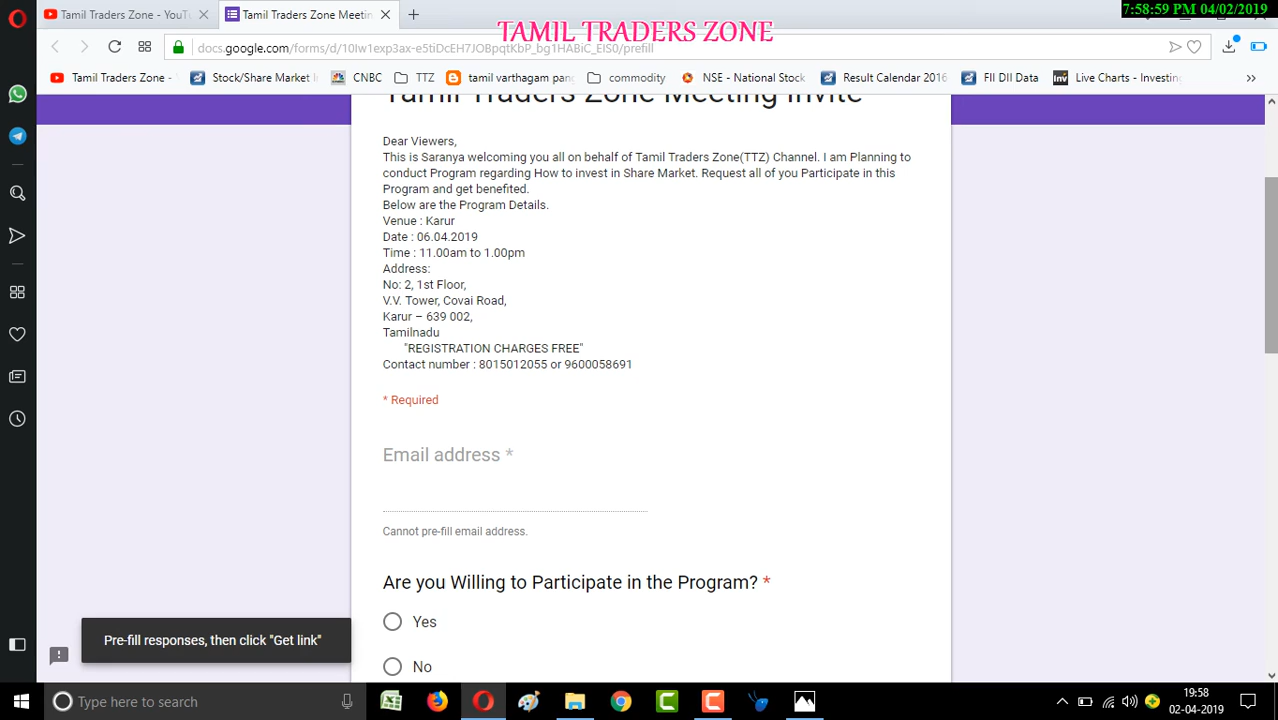 Tamil Traders Zone - YouT
Tamil Traders Zone Meetin
7:58:59 PM 04/02/2019
TAMIL TRADERS ZONE
docs.google.com/forms/d/10Iw1exp3ax-e5tiDcEH7JOBpqtKbP_bg1HABiC_EIS0/prefill
Tamil Traders Zone -
Stock/Share Market I
CNBC
TTZ
tamil varthagam pan
commodity
NSE - National Stock
Result Calendar 2016
FII DII Data
Live Charts - Investin
Tamil Traders Zone Meeting Invite
Dear Viewers,
This is Saranya welcoming you all on behalf of Tamil Traders Zone(TTZ) Channel. I am Planning to
conduct Program regarding How to invest in Share Market. Request all of you Participate in this
Program and get benefited.
Below are the Program Details.
Venue : Karur
Date : 06.04.2019
Time : 11.00am to 1.00pm
Address:
No: 2, 1st Floor,
V.V. Tower, Covai Road,
Karur – 639 002,
Tamilnadu
"REGISTRATION CHARGES FREE"
Contact number : 8015012055 or 9600058691
* Required
Email address *
Cannot pre-fill email address.
Are you Willing to Participate in the Program? *
Yes
No
Pre-fill responses, then click "Get link"
Type here to search
19:58
02-04-2019